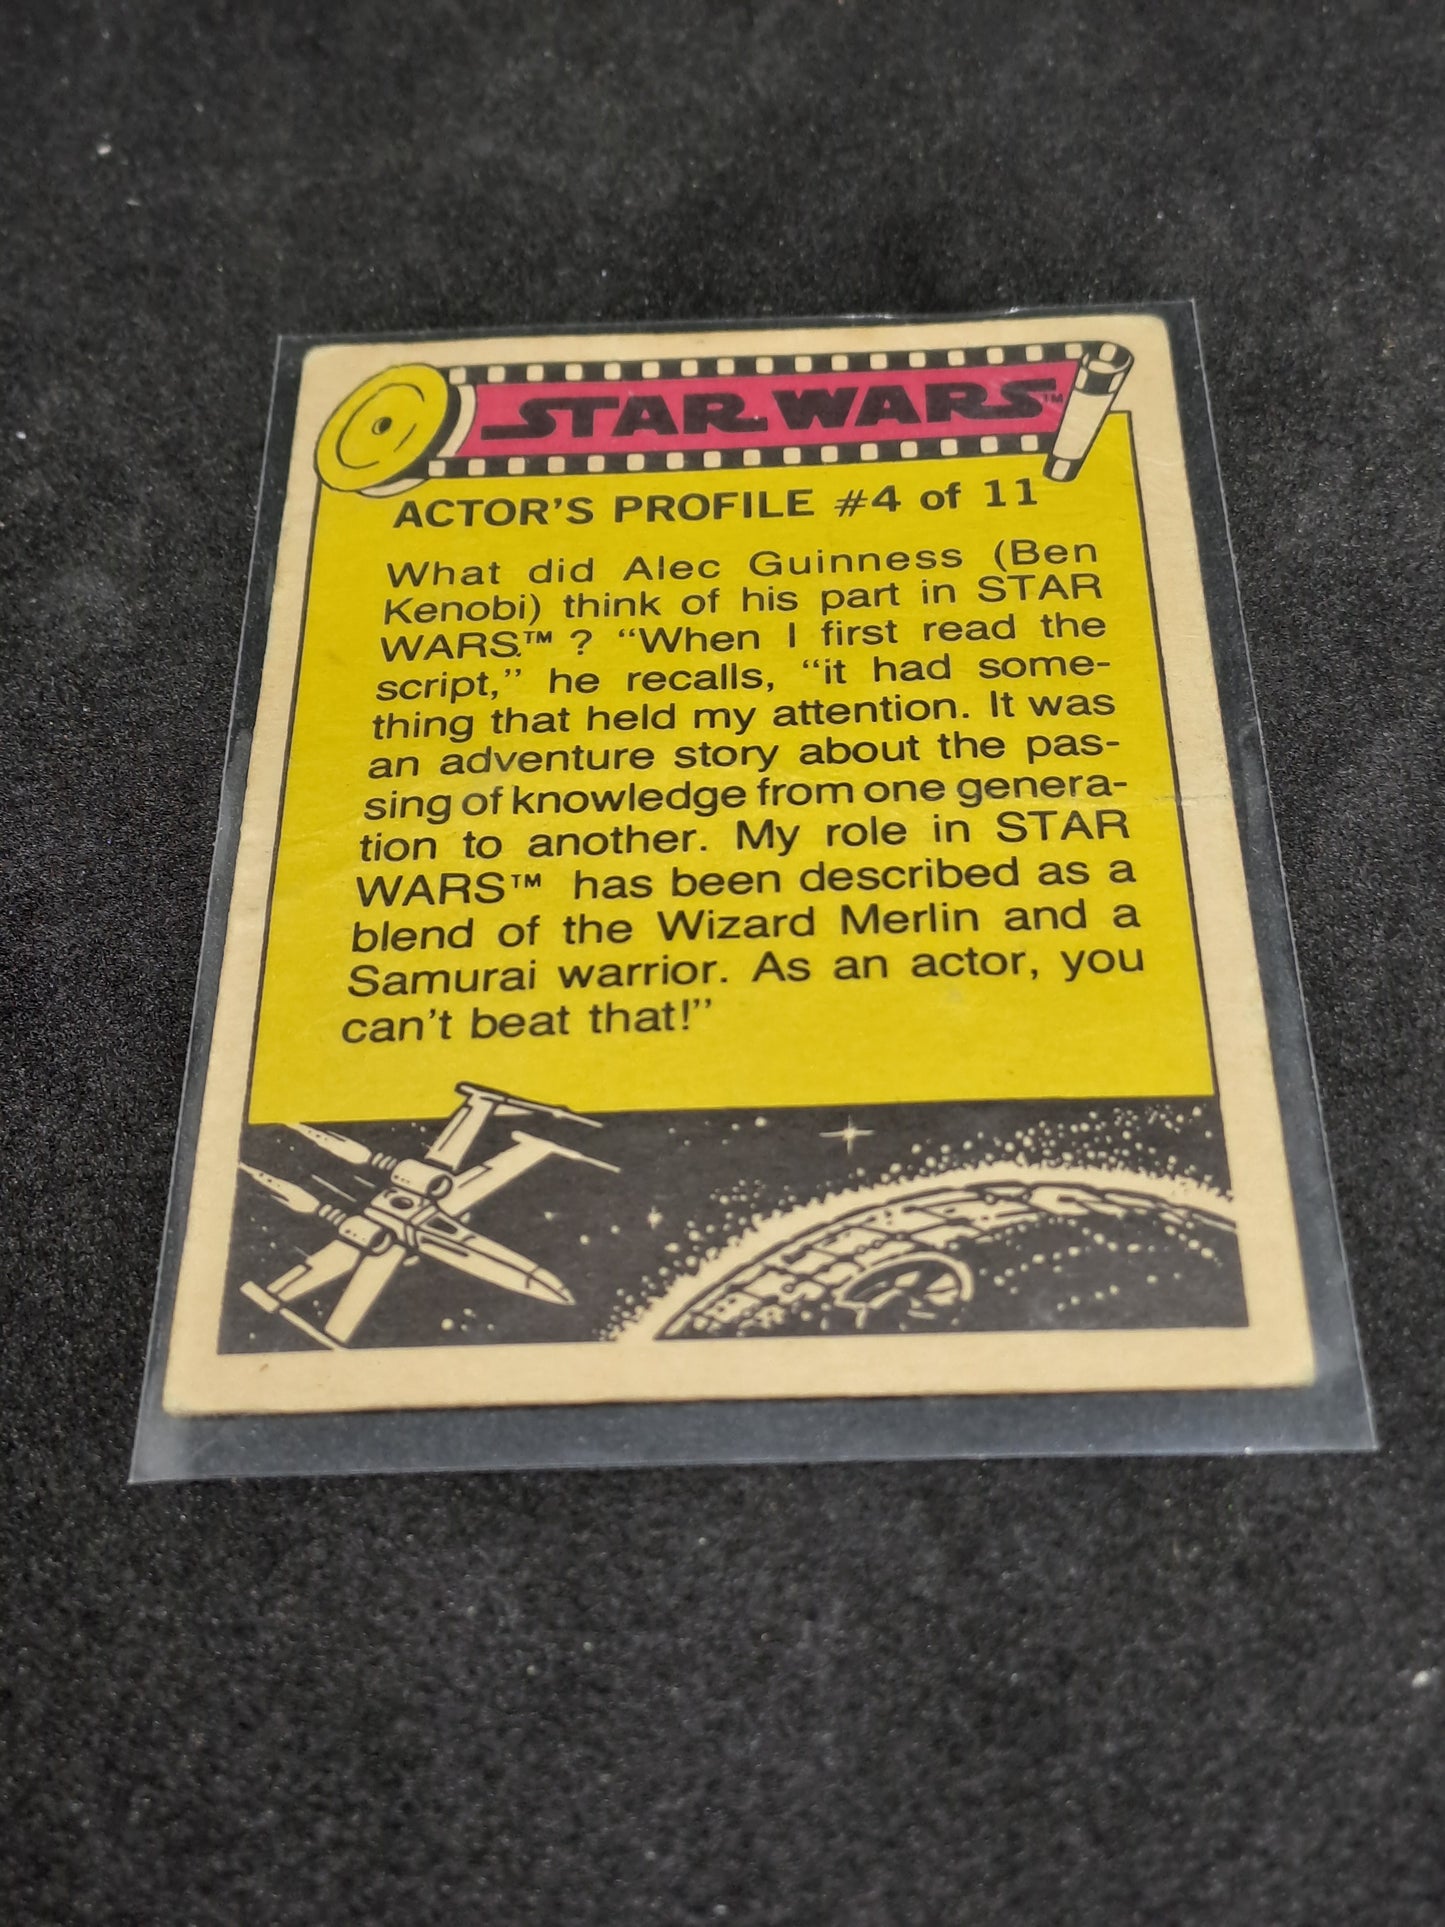 STAR WARS™
ACTOR'S PROFILE #4 of 11
What did Alec Guinness (Ben
Kenobi) think of his part in STAR
WARS.™ ? “When I first read the
script,” he recalls, “it had some-
thing that held my attention. It was
an adventure story about the pas-
sing of knowledge from one genera-
tion to another. My role in STAR
WARS™ has been described as a
blend of the Wizard Merlin and a
Samurai warrior. As an actor, you
can't beat that!”